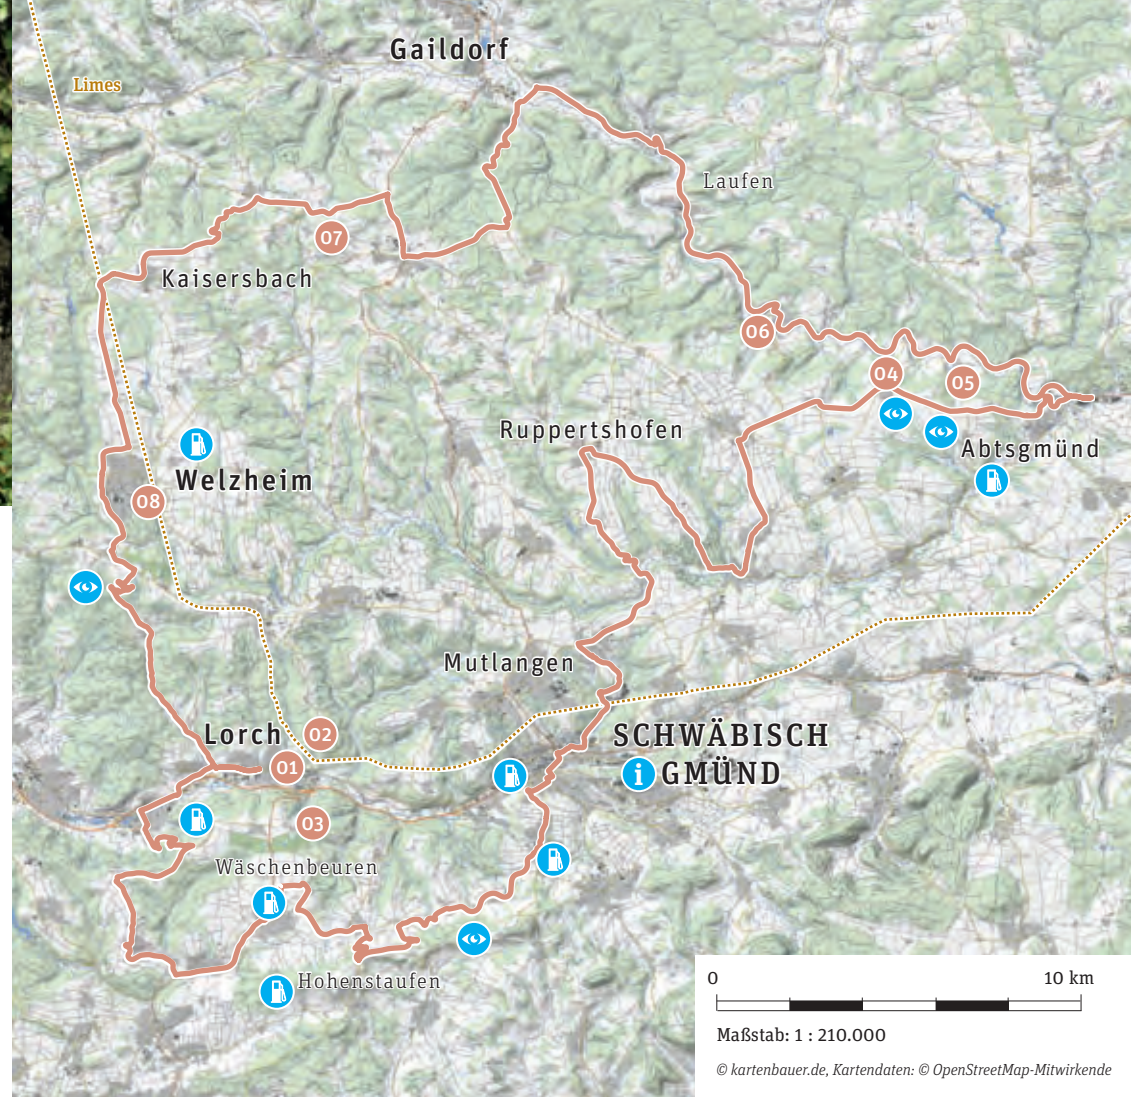 Gaildorf
Limes
Laufen
07
Kaisersbach
06
04
05
Ruppertshofen
Abtsgmünd
Welzheim
08
Mutlangen
Lorch
02
SCHWÄBISCH
GMÜND
01
03
Wäschenbeuren
Hohenstaufen
0 10 km
Maßstab: 1 : 210.000
© kartenbauer.de, Kartendaten: © OpenStreetMap-Mitwirkende